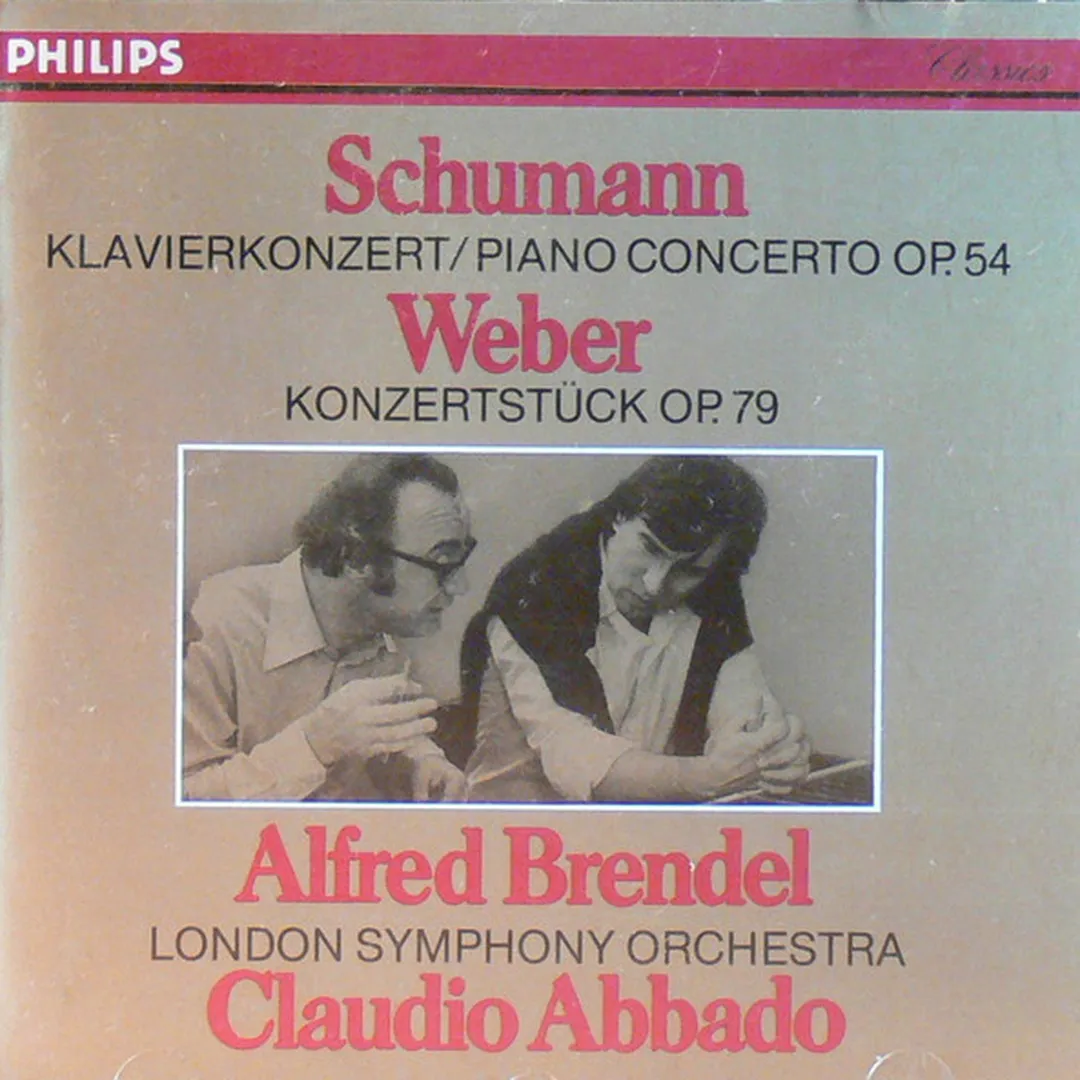 PHILIPS
Classics
Schumann
KLAVIERKONZERT/PIANO CONCERTO OP. 54
Weber
KONZERTSTÜCK OP. 79
Alfred Brendel
LONDON SYMPHONY ORCHESTRA
Claudio Abbado